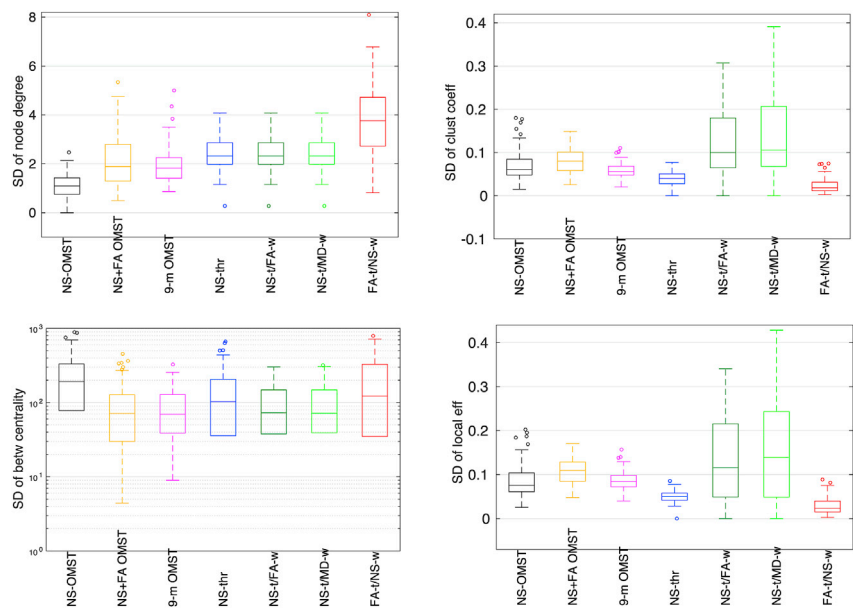 SD of node degree
8
6
4
2
0
NS-OMST
NS+FA OMST
9-m OMST
NS-thr
NS-t/FA-w
NS-t/MD-w
FA-t/NS-w
SD of clust coeff
0.4
0.3
0.2
0.1
0
-0.1
NS-OMST
NS+FA OMST
9-m OMST
NS-thr
NS-t/FA-w
NS-t/MD-w
FA-t/NS-w
SD of betw centrality
10³
10²
10¹
10⁰
NS-OMST
NS+FA OMST
9-m OMST
NS-thr
NS-t/FA-w
NS-t/MD-w
FA-t/NS-w
SD of local eff
0.4
0.3
0.2
0.1
0
NS-OMST
NS+FA OMST
9-m OMST
NS-thr
NS-t/FA-w
NS-t/MD-w
FA-t/NS-w